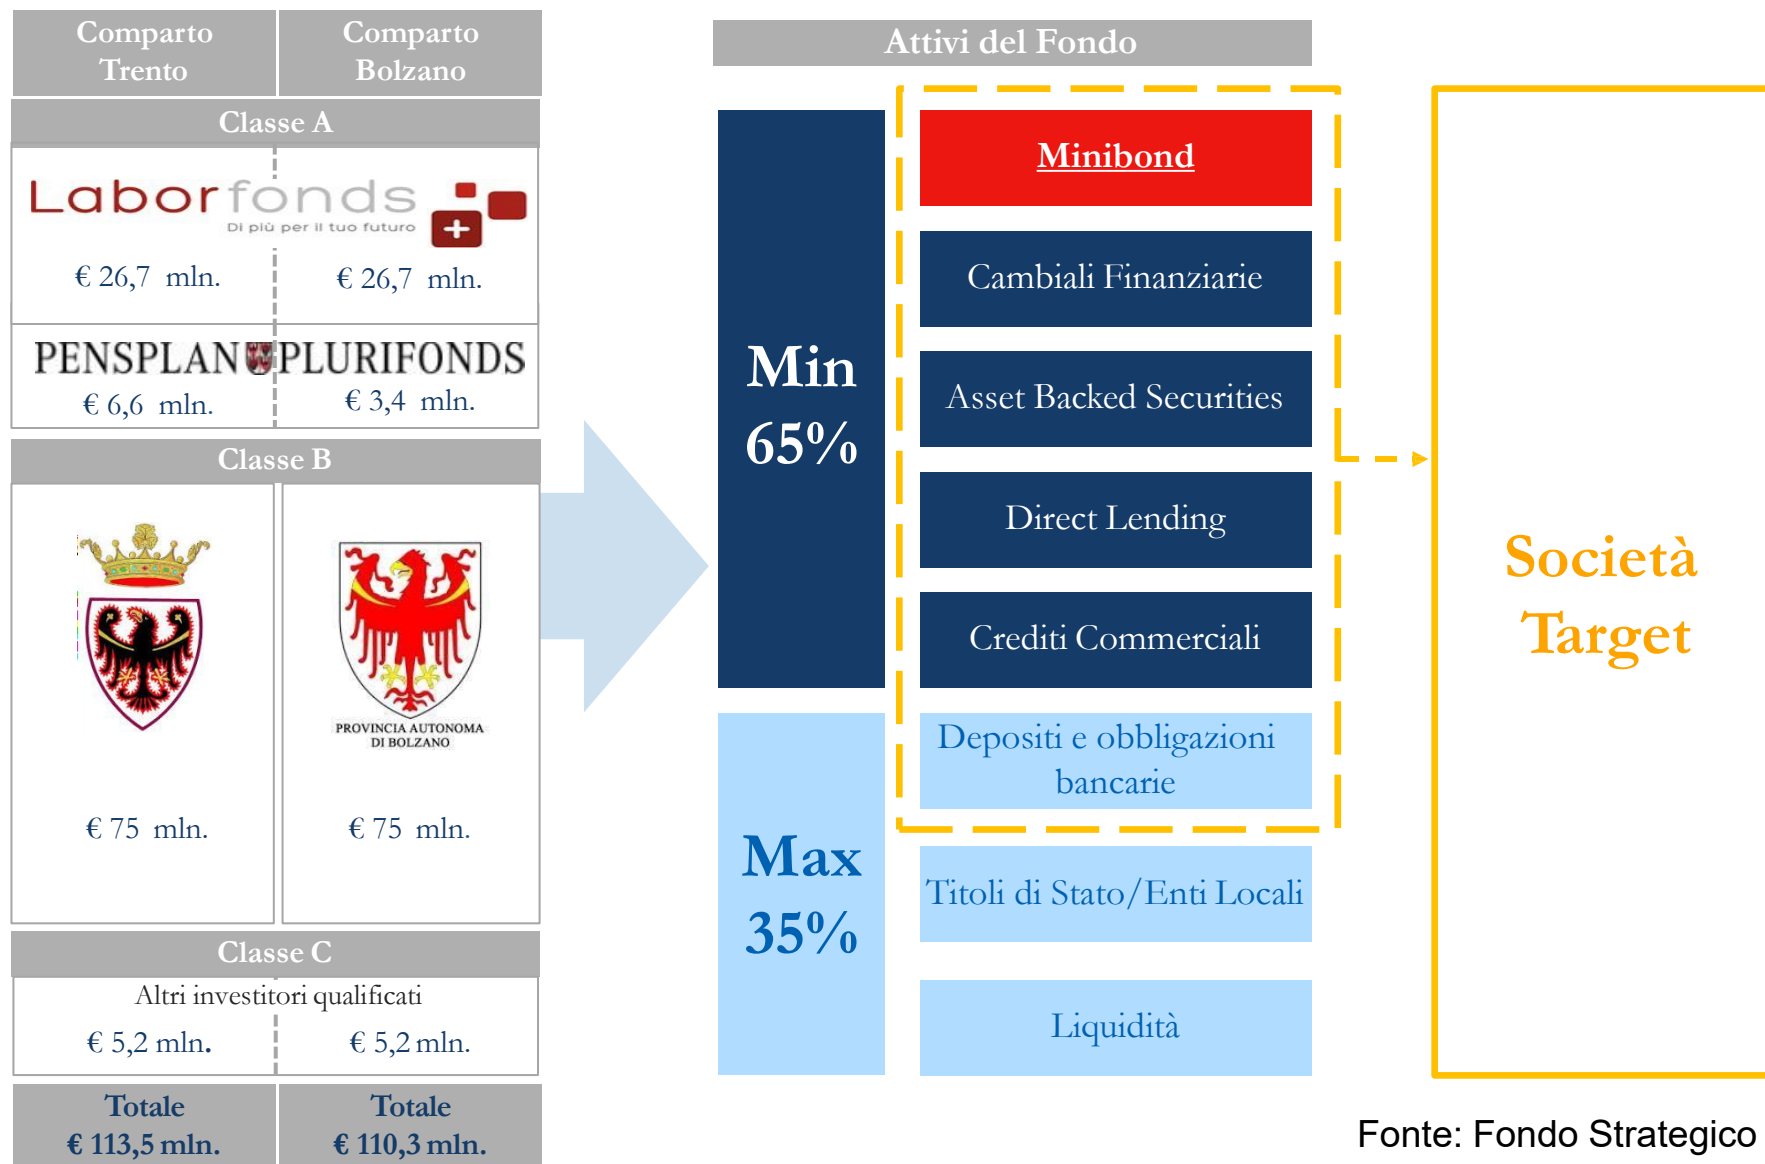 Comparto
Trento
Comparto
Bolzano
Classe A
Laborfonds
Di più per il tuo futuro
€ 26,7 mln.
€ 26,7 mln.
PENSPLAN PLURIFONDS
€ 6,6 mln.
€ 3,4 mln.
Classe B
PROVINCIA AUTONOMA
DI BOLZANO
€ 75 mln.
€ 75 mln.
Classe C
Altri investitori qualificati
€ 5,2 mln.
€ 5,2 mln.
Totale
€ 113,5 mln.
Totale
€ 110,3 mln.
Attivi del Fondo
Min
65%
Minibond
Cambiali Finanziarie
Asset Backed Securities
Direct Lending
Crediti Commerciali
Max
35%
Depositi e obbligazioni
bancarie
Titoli di Stato/Enti Locali
Liquidità
Società
Target
Fonte: Fondo Strategico